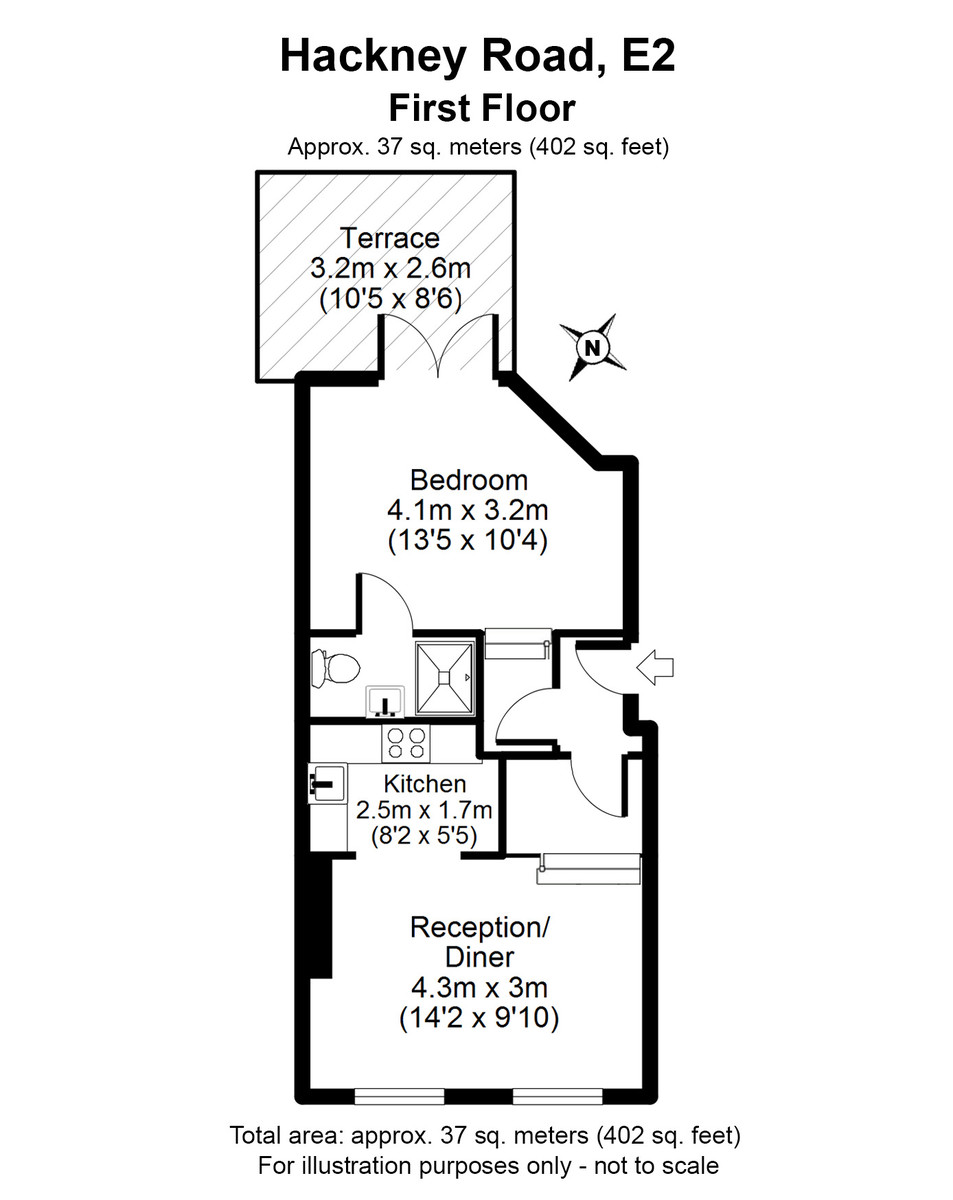 Hackney Road, E2
First Floor
Approx. 37 sq. meters (402 sq. feet)
Terrace
3.2m x 2.6m
(10'5 x 8'6)
N
Bedroom
4.1m x 3.2m
(13'5 x 10'4)
Kitchen
2.5m x 1.7m
(8'2 x 5'5)
Reception/
Diner
4.3m x 3m
(14'2 x 9'10)
Total area: approx. 37 sq. meters (402 sq. feet)
For illustration purposes only - not to scale